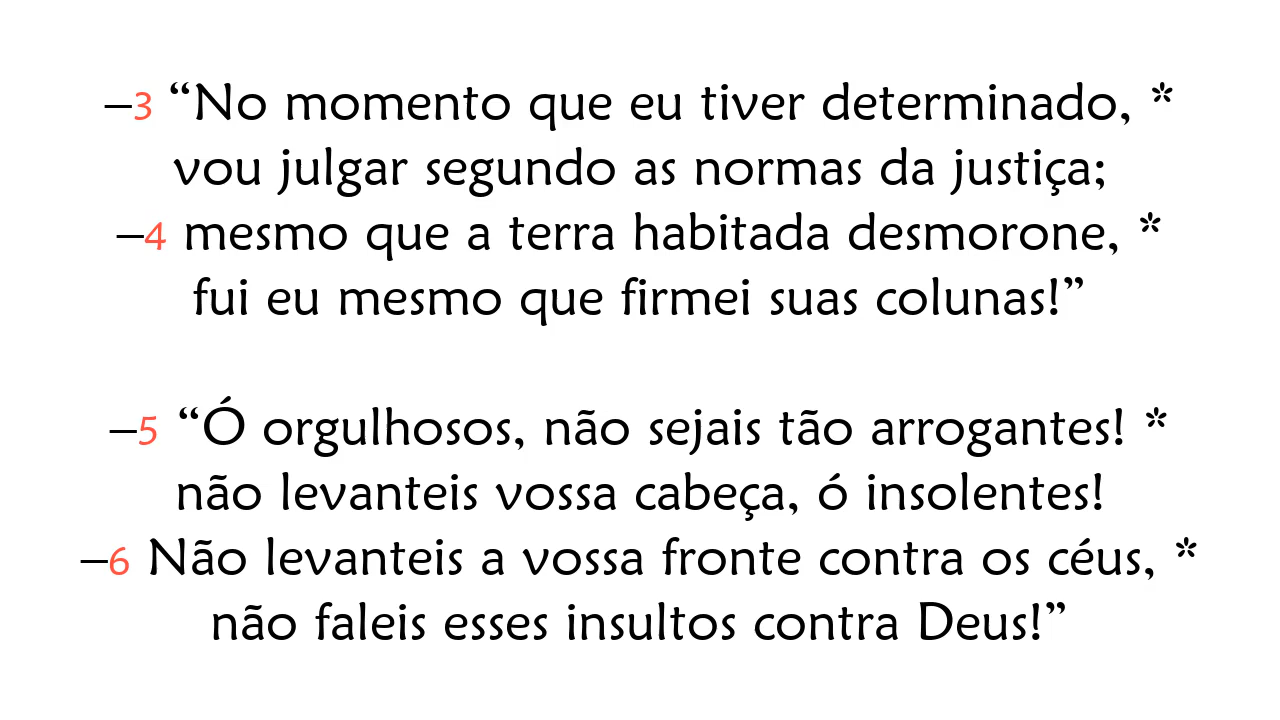 –3 “No momento que eu tiver determinado, *
vou julgar segundo as normas da justiça;
–4 mesmo que a terra habitada desmorone, *
fui eu mesmo que firmei suas colunas!”
–5 “Ó orgulhosos, não sejais tão arrogantes! *
não levanteis vossa cabeça, ó insolentes!
–6 Não levanteis a vossa fronte contra os céus, *
não faleis esses insultos contra Deus!”